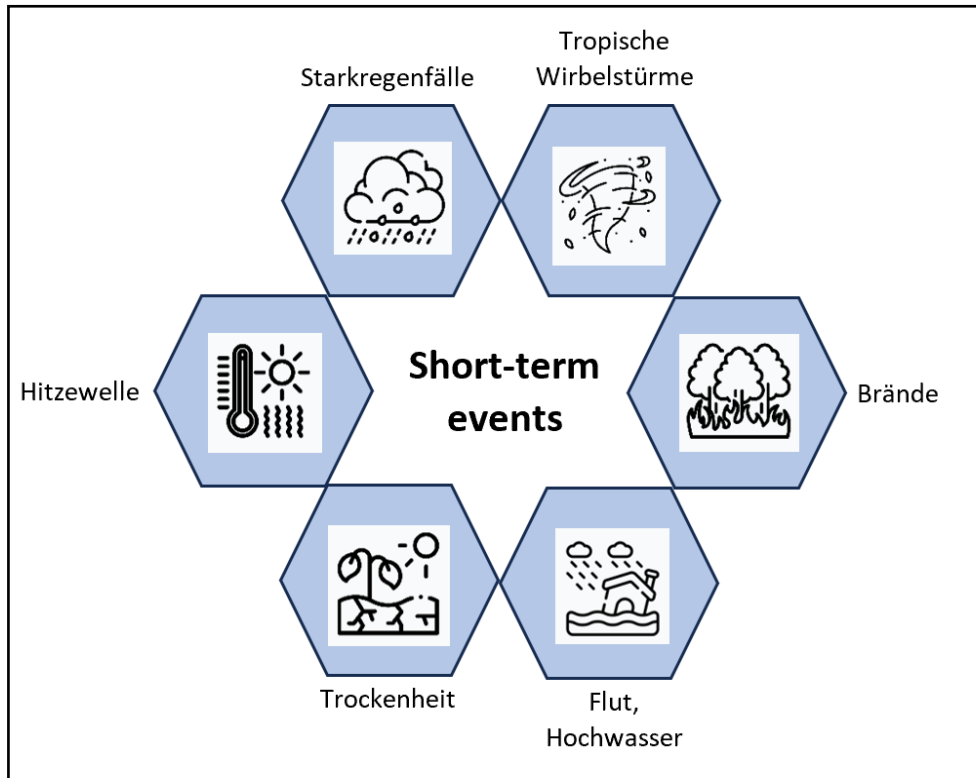 Tropische
Wirbelstürme
Starkregenfälle
Hitzewelle
Short-term
events
Brände
Trockenheit
Flut,
Hochwasser